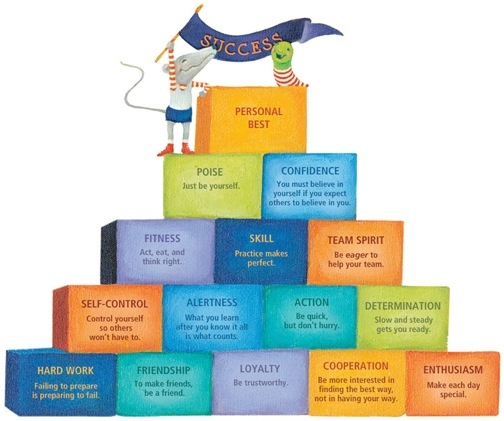 SUCCESS
PERSONAL
BEST
POISE
Just be yourself.
CONFIDENCE
You must believe in
yourself if you expect
others to believe in you.
FITNESS
Act, eat, and
think right.
SKILL
Practice makes
perfect.
TEAM SPIRIT
Be eager to
help your team.
SELF-CONTROL
Control yourself
so others
won't have to.
ALERTNESS
What you learn
after you know it all
is what counts.
ACTION
Be quick,
but don't hurry.
DETERMINATION
Slow and steady
gets you ready.
HARD WORK
Failing to prepare
is preparing to fail.
FRIENDSHIP
To make friends,
be a friend.
LOYALTY
Be trustworthy.
COOPERATION
Be more interested in
finding the best way,
not in having your way.
ENTHUSIASM
Make each day
special.